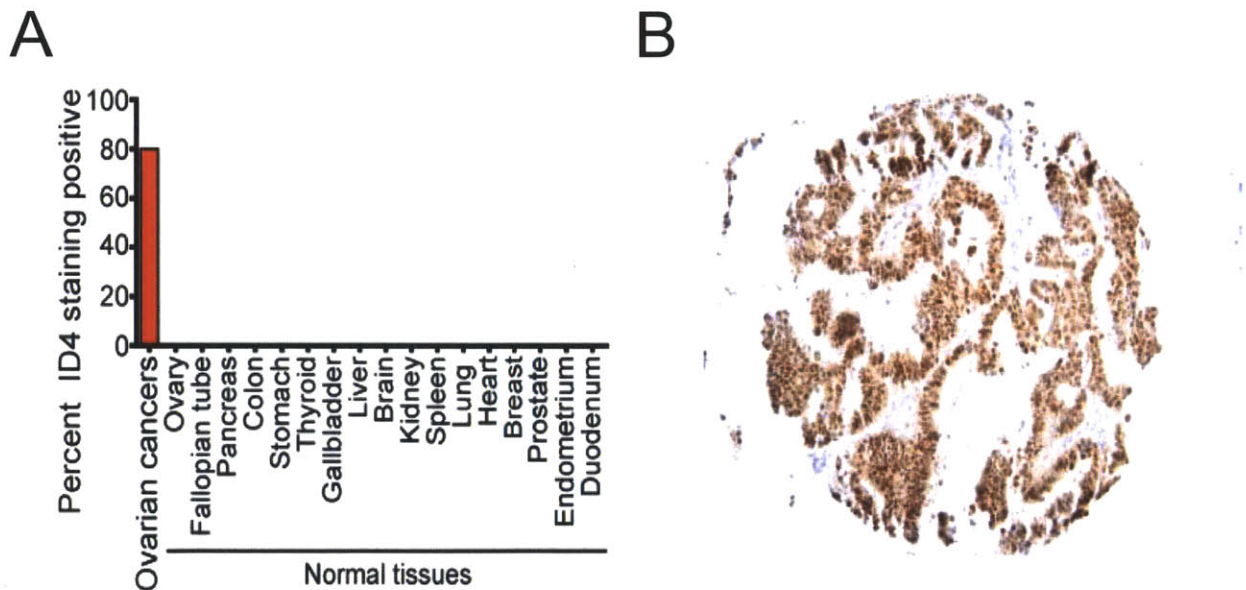 A
B
Percent ID4 staining positive
100
80
60
40
20
0
Ovarian cancers
Ovary
Fallopian tube
Pancreas
Colon
Stomach
Thyroid
Gallbladder
Liver
Brain
Kidney
Spleen
Lung
Heart
Breast
Prostate
Endometrium
Duodenum
Normal tissues